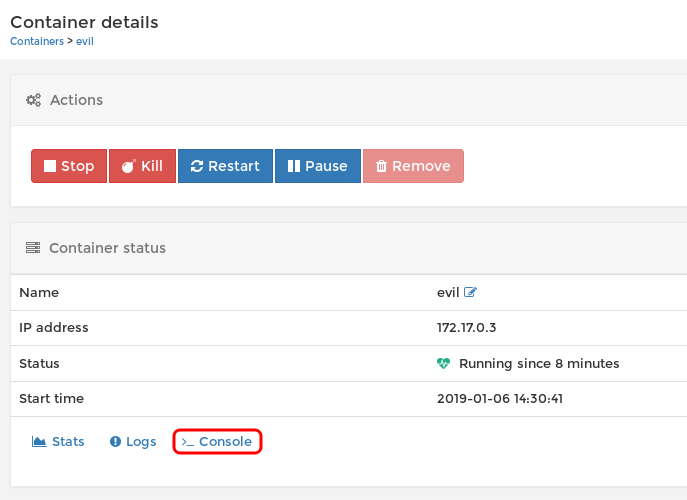 Container details
Containers > evil
Actions
Stop Kill Restart Pause Remove
Container status
Name evil
IP address 172.17.0.3
Status Running since 8 minutes
Start time 2019-01-06 14:30:41
Stats Logs >_ Console